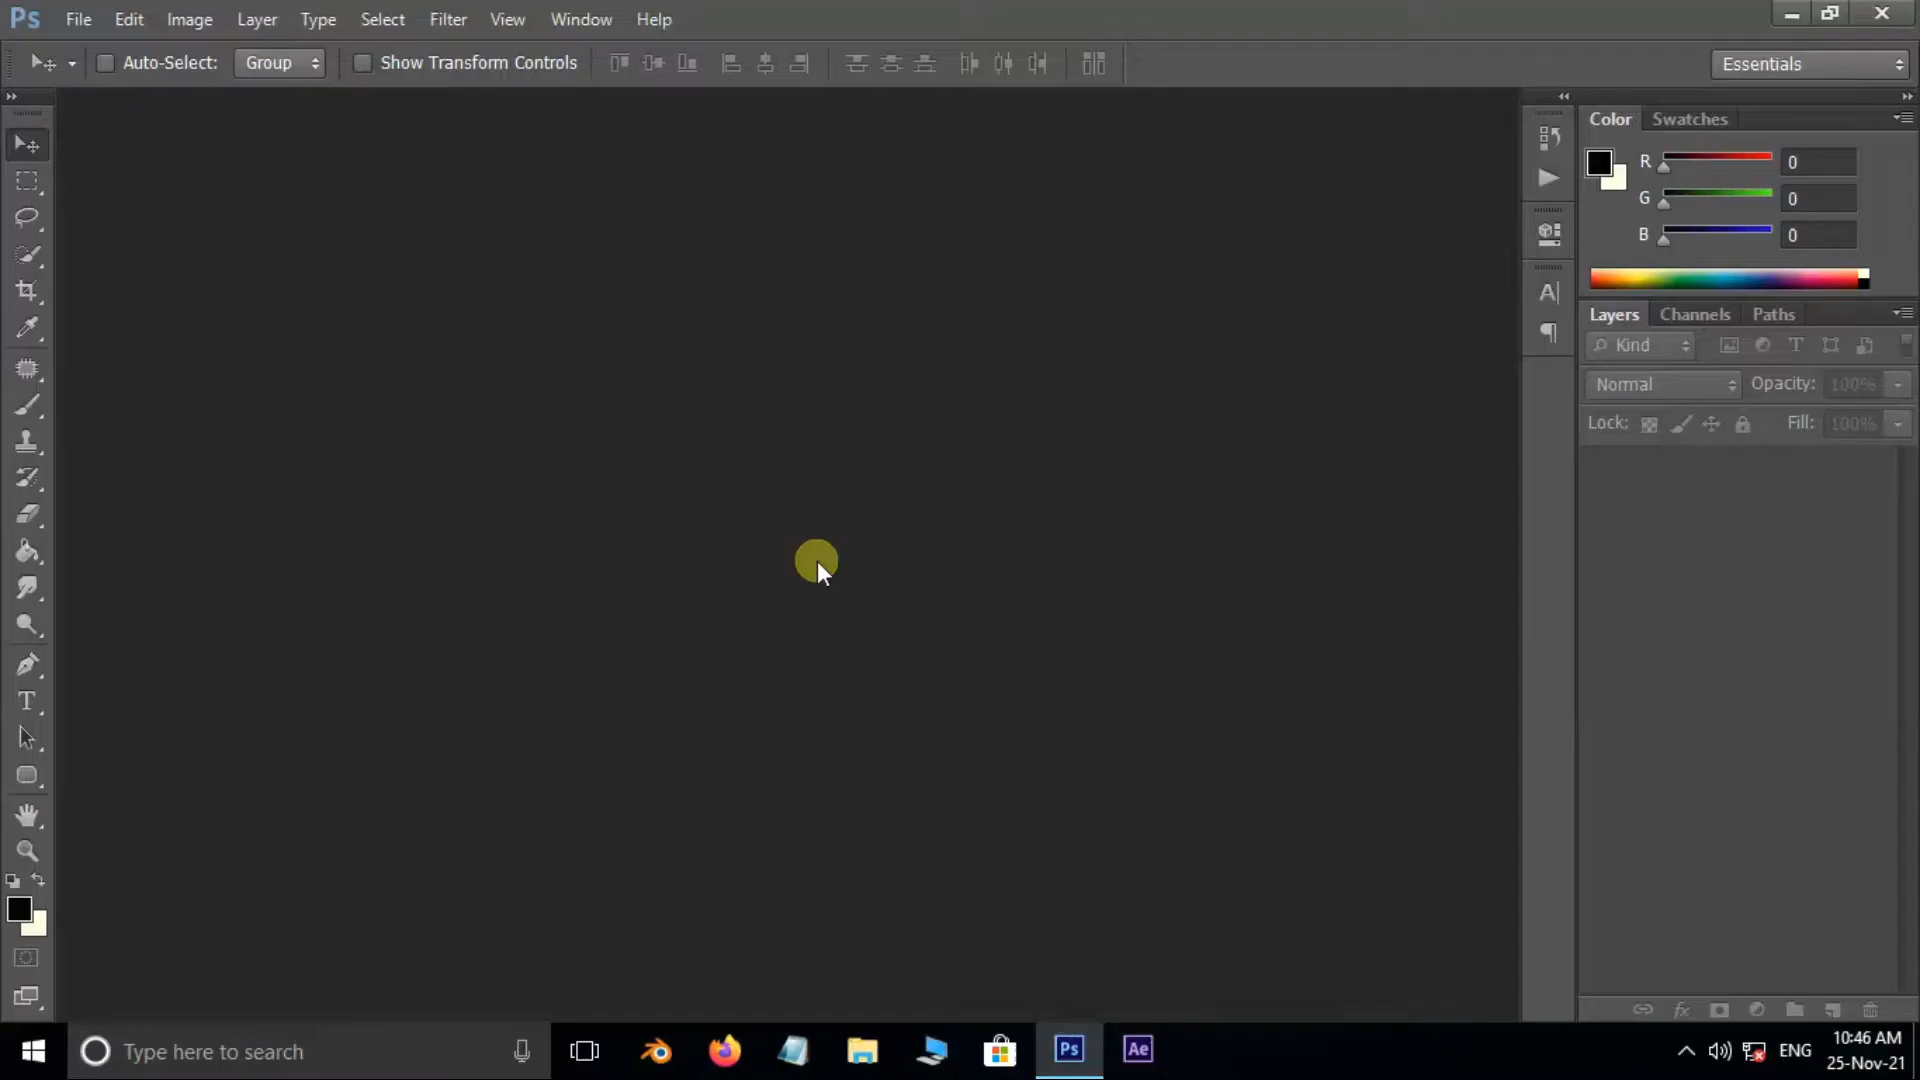 Ps File Edit Image Layer Type Select Filter View Window Help
Auto-Select: Group Show Transform Controls Essentials
Color Swatches
R 0
G 0
B 0
Layers Channels Paths
Kind
Normal Opacity: 100%
Lock: Fill: 100%
Type here to search
Ps Ae ENG
10:46 AM
25-Nov-21